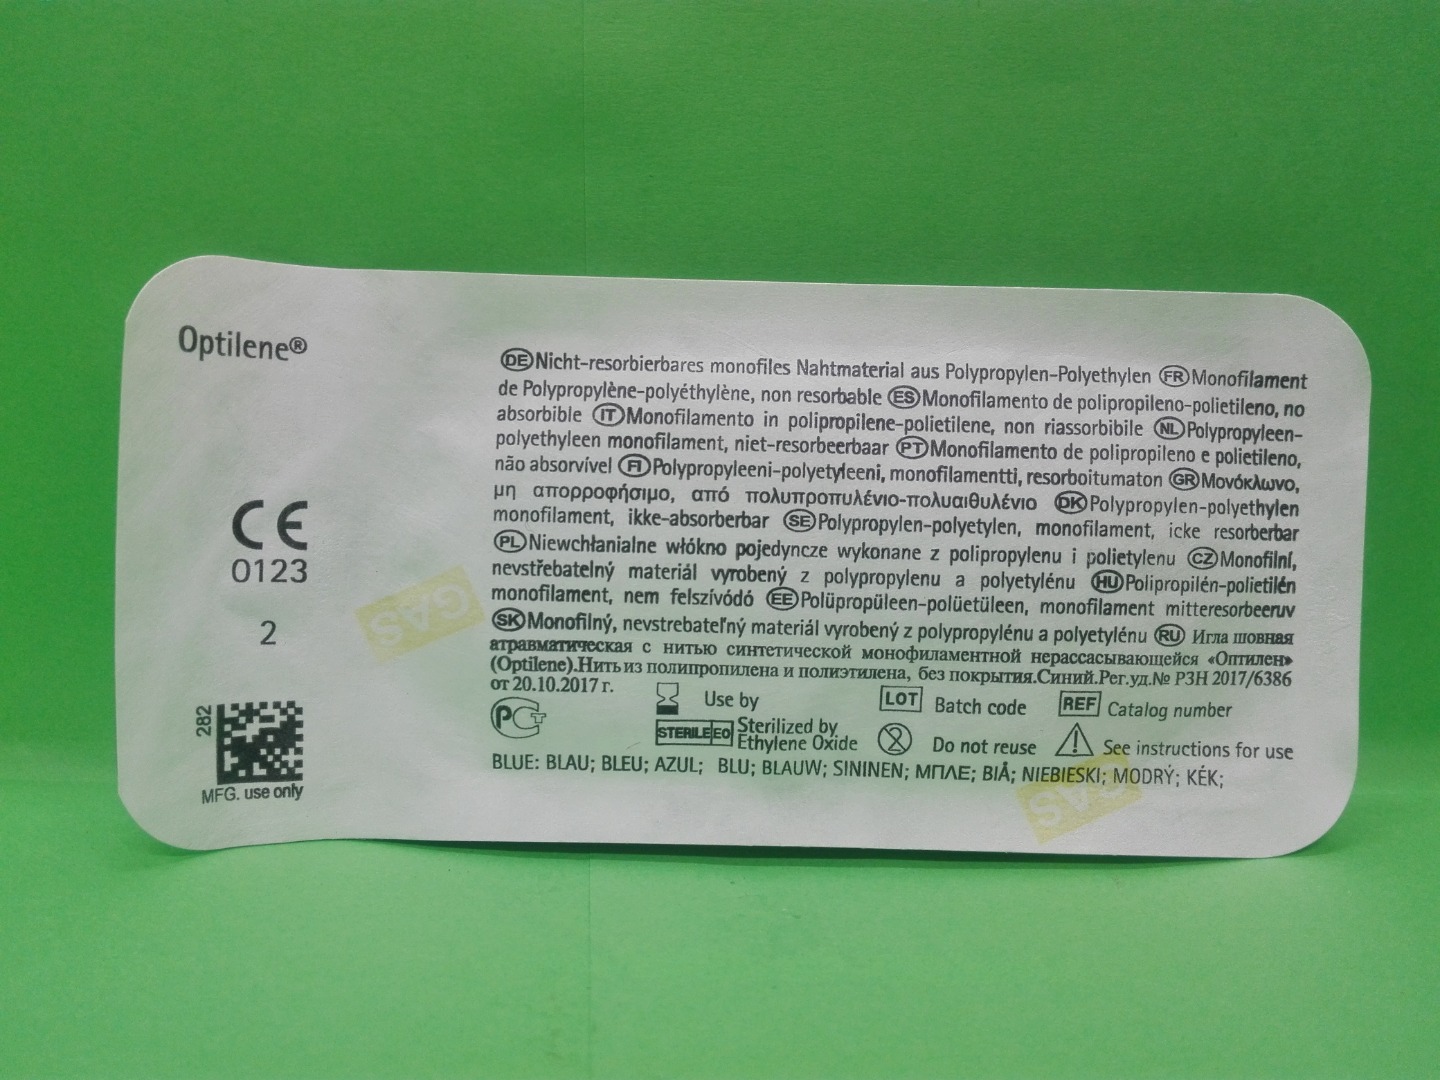 Optilene®
CE
0123
2
282
MFG. use only
DE Nicht-resorbierbares monofiles Nahtmaterial aus Polypropylen-Polyethylen FR Monofilament
de Polypropylène-polyéthylène, non resorbable ES Monofilamento de polipropileno-polietileno, no
absorbible IT Monofilamento in polipropilene-polietilene, non riassorbibile NL Polypropyleen-
polyethyleen monofilament, niet-resorbeerbaar PT Monofilamento de polipropileno e polietileno,
não absorvível FI Polypropyleeni-polyetyleeni, monofilamentti, resorboitumaton GR Μονόκλωνο,
μη απορροφήσιμο, από πολυπροπυλένιο-πολυαιθυλένιο DK Polypropylen-polyethylen
monofilament, ikke-absorberbar SE Polypropylen-polyetylen, monofilament, icke resorberbar
PL Niewchłanialne włókno pojedyncze wykonane z polipropylenu i polietylenu CZ Monofilní,
nevstřebatelný materiál vyrobený z polypropylenu a polyetylénu HU Polipropilén-polietilén
monofilament, nem felszívódó EE Polüpropüleen-polüetüleen, monofilament mitteresorbeeruv
SK Monofilný, nevstrebateľný materiál vyrobený z polypropylénu a polyetylénu RU Игла шовная
атравматическая с нитью синтетической монофиламентной нерассасывающейся «Оптилен»
(Optilene).Нить из полипропилена и полиэтилена, без покрытия.Синий.Рег.уд.№ РЗН 2017/6386
от 20.10.2017 г.
Use by
LOT Batch code
REF Catalog number
РСТ
STERILE EO Sterilized by
Ethylene Oxide
2 Do not reuse
See instructions for use
BLUE: BLAU; BLEU; AZUL; BLU; BLAUW; SININEN; ΜΠΛΕ; BIÅ; NIEBIESKI; MODRÝ; KÉK;
GAS
GAS